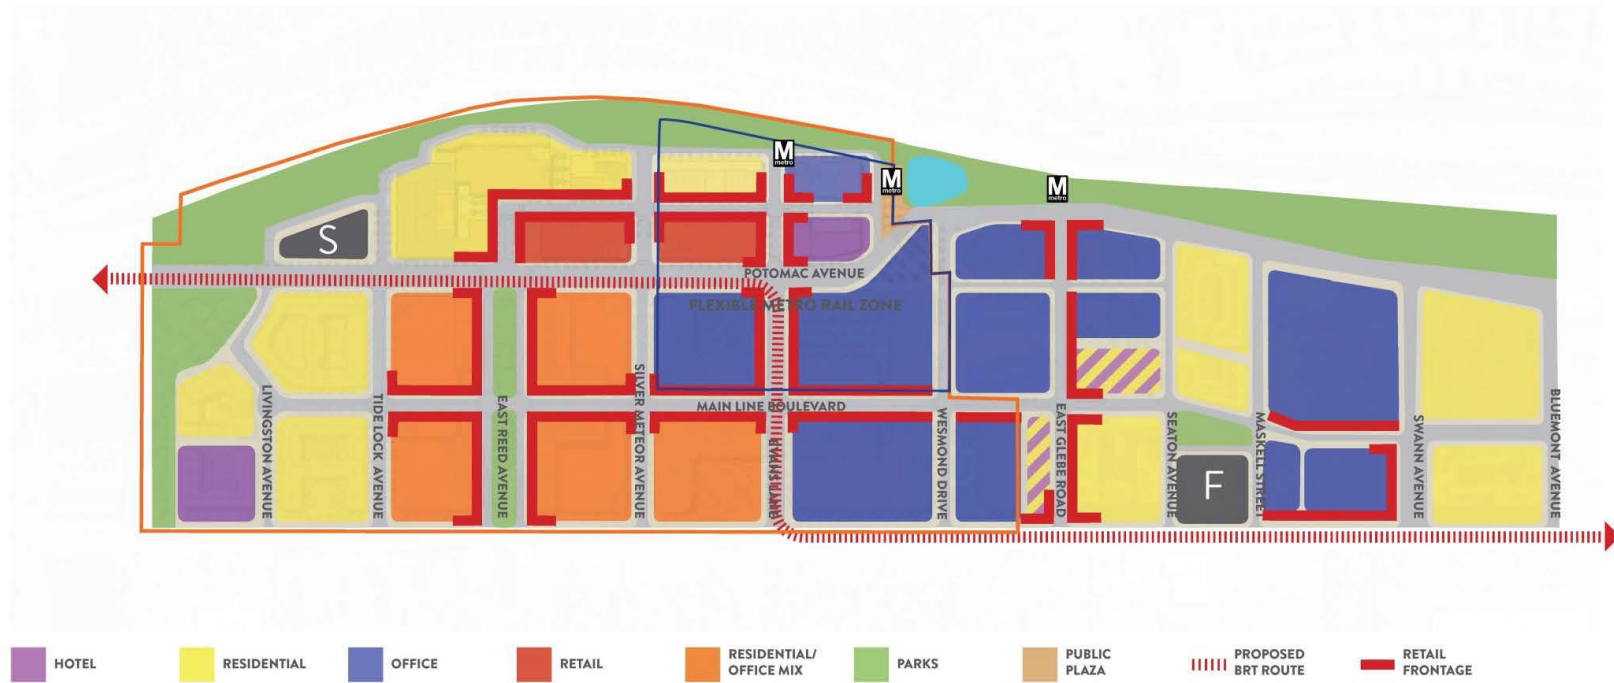 M
metro
M
metro
M
metro
S
POTOMAC AVENUE
FLEXIBLE METRO RAIL ZONE
MAIN LINE BOULEVARD
LIVINGSTON AVENUE
TIDE LOCK AVENUE
EAST REED AVENUE
SILVER METEOR AVENUE
WESMOND DRIVE
EAST GLEBE ROAD
SEATON AVENUE
F
MASKELL STREET
SWANN AVENUE
BLUEMONT AVENUE
HOTEL
RESIDENTIAL
OFFICE
RETAIL
RESIDENTIAL/
OFFICE MIX
PARKS
PUBLIC
PLAZA
PROPOSED
BRT ROUTE
RETAIL
FRONTAGE